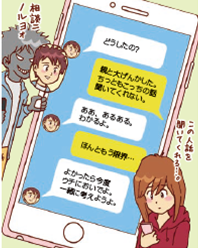 相談ニ
ノルヨォ
どうしたの?
親と大げんかした。
ちっともこっちの話
聞いてくれない。
ああ、あるある。
わかるよ。
ほんともう限界…
よかったら今度
ウチにおいでよ。
一緒に考えようよ。
この人話を
聞いてくれる…